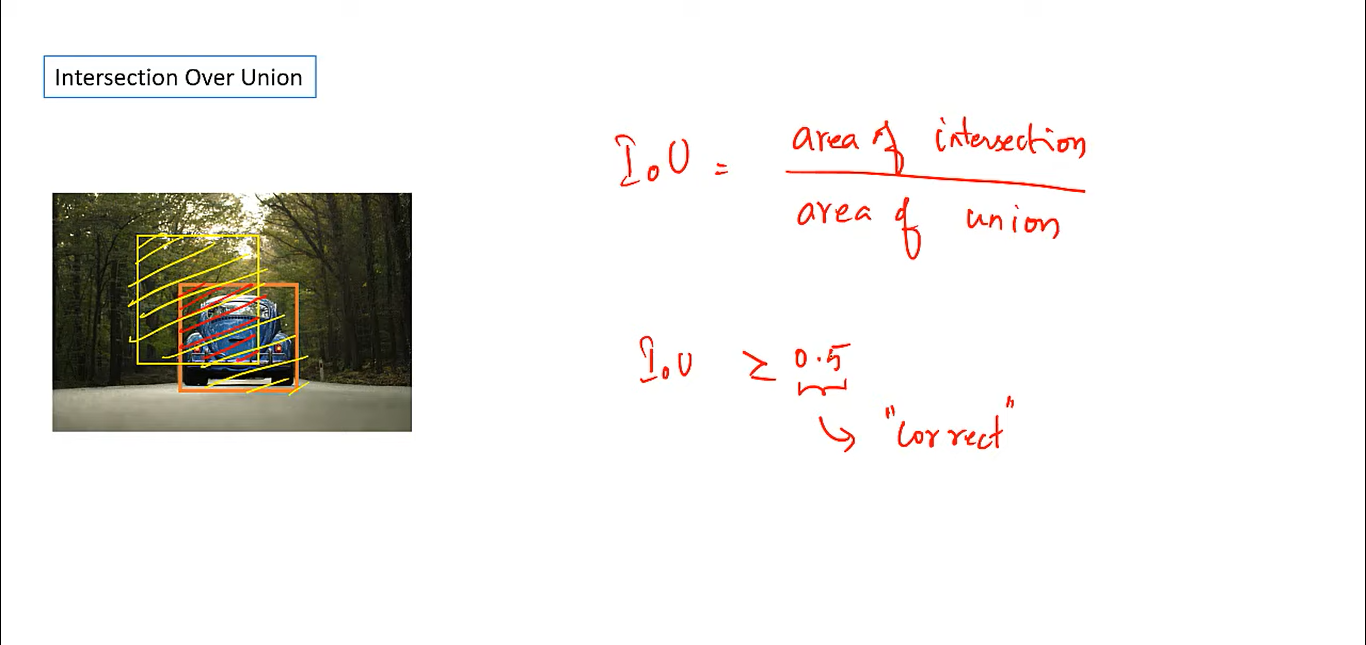 Intersection Over Union
IoU = area of intersection
area of union
IoU ≥ 0.5
"correct"